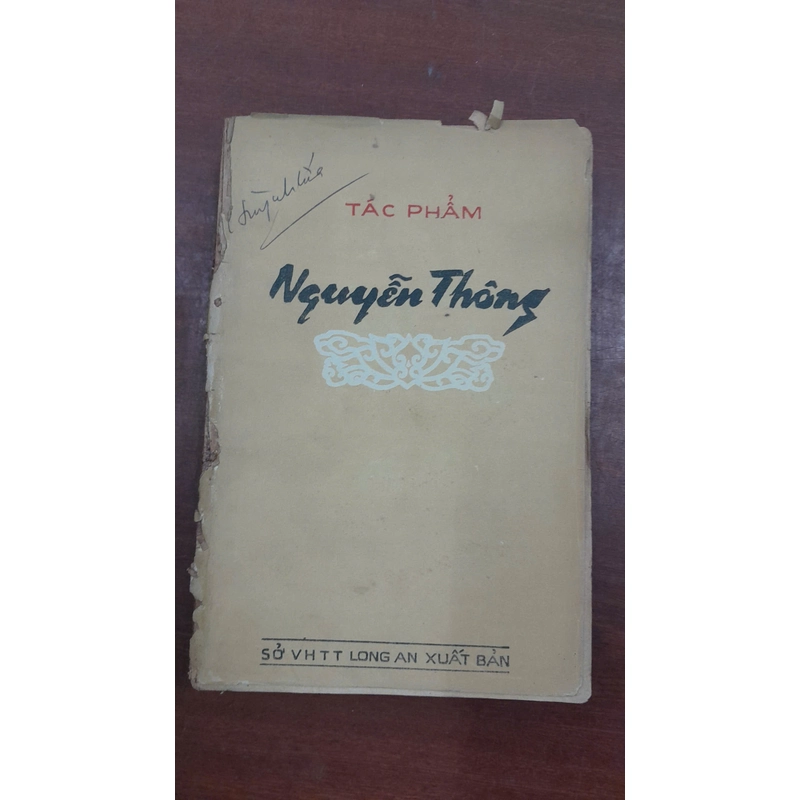 TÁC PHẨM
Nguyễn Thông
SỞ VHTT LONG AN XUẤT BẢN